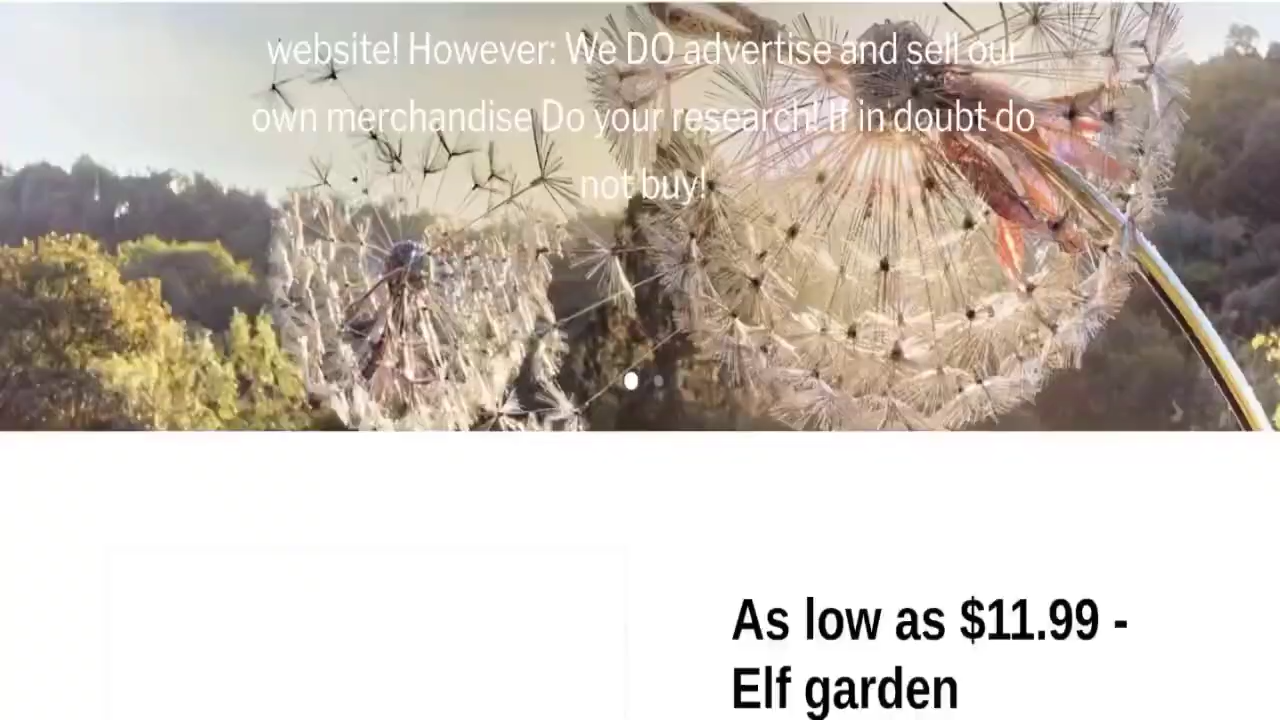 website! However: We DO advertise and sell our
own merchandise Do your research! If in doubt do
not buy!
As low as $11.99 -
Elf garden